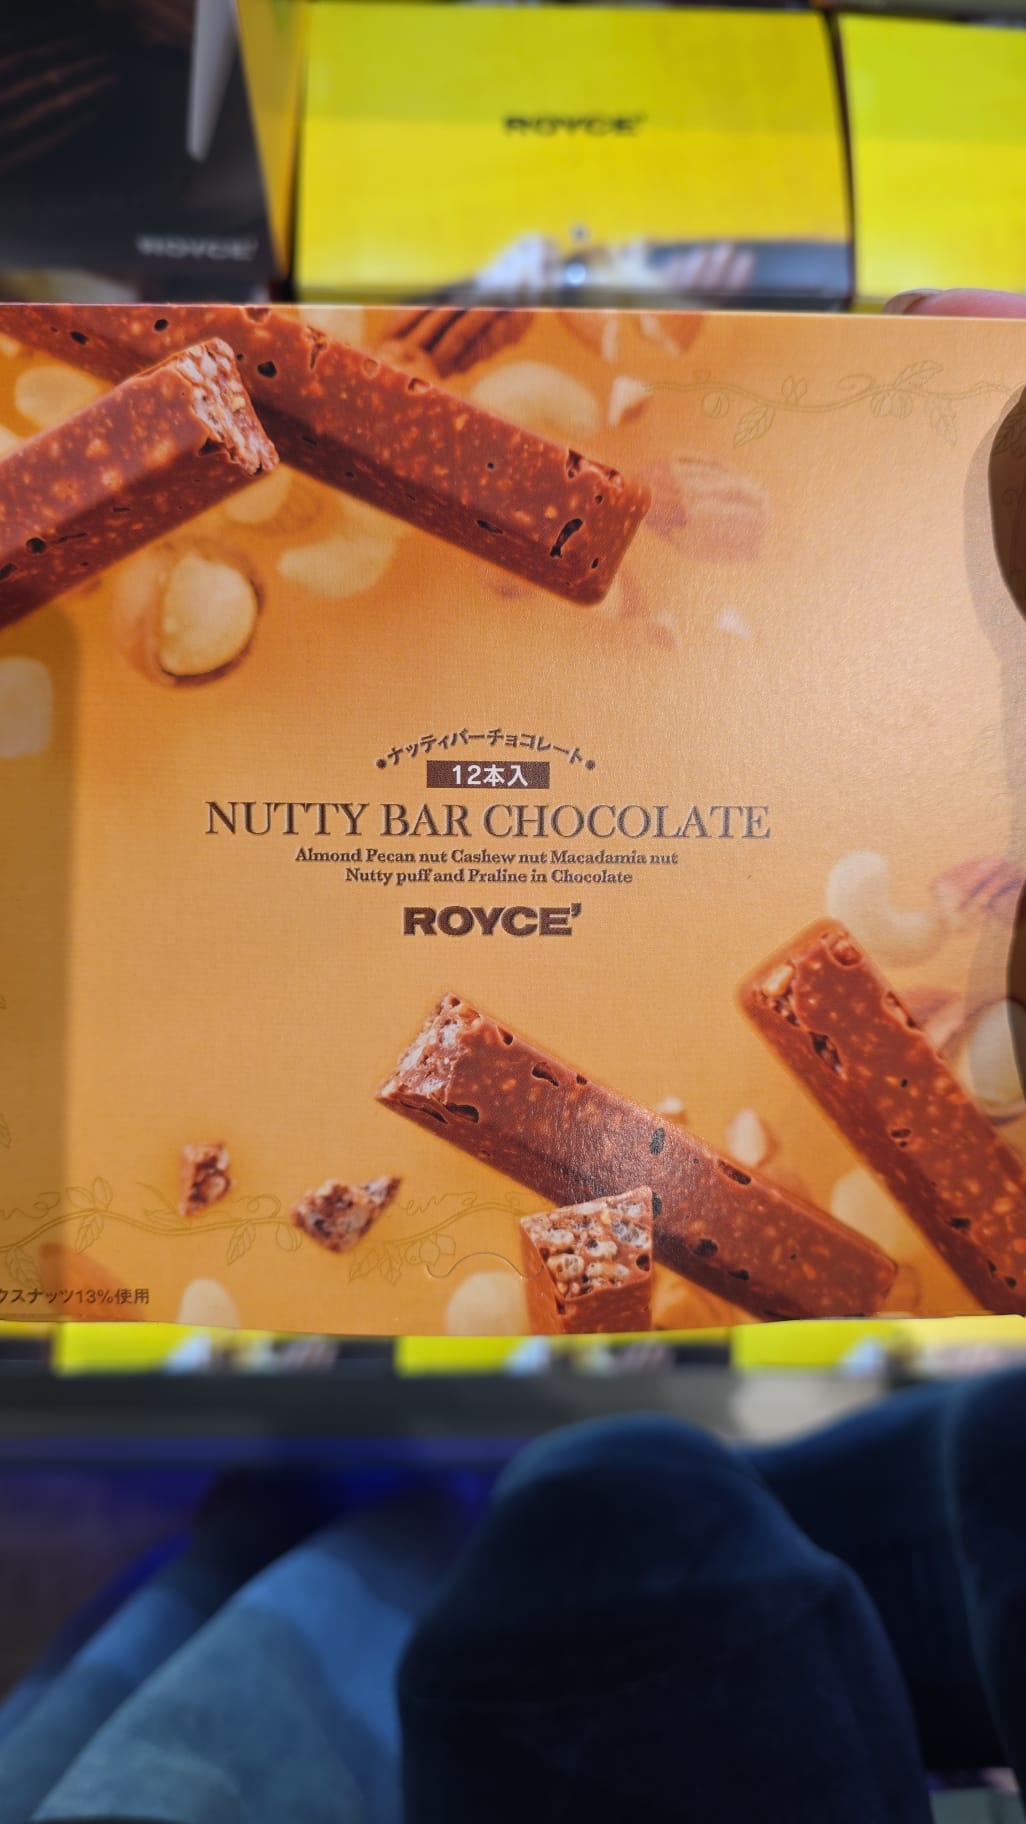 ROYCE'
ROYCE'
ナッティバーチョコレート
12本入
NUTTY BAR CHOCOLATE
Almond Pecan nut Cashew nut Macadamia nut
Nutty puff and Praline in Chocolate
ROYCE'
クスナッツ13%使用